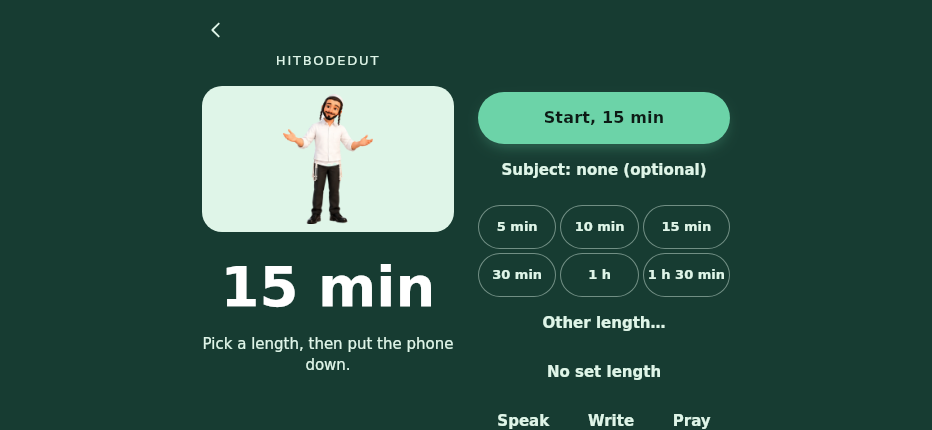 HITBODEDUT
15 min
Pick a length, then put the phone
down.
Start, 15 min
Subject: none (optional)
5 min 10 min 15 min
30 min 1 h 1 h 30 min
Other length…
No set length
Speak Write Pray